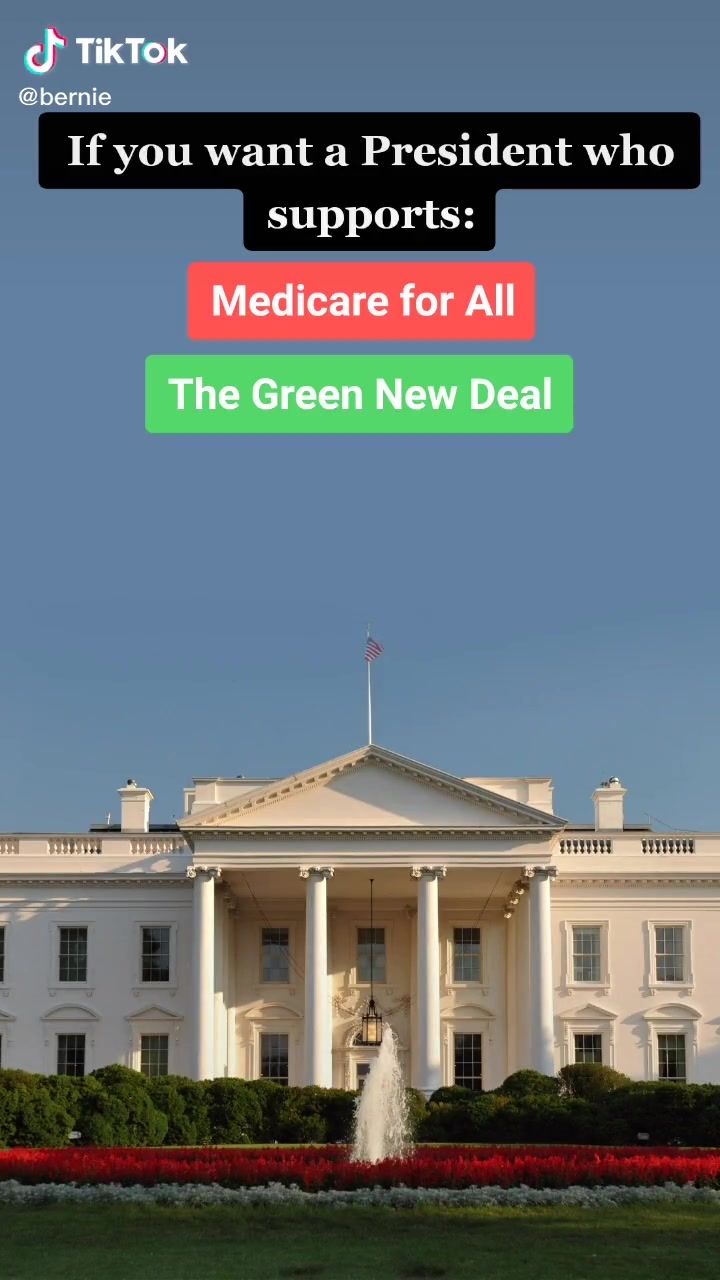 TikTok
@bernie
If you want a President who
supports:
Medicare for All
The Green New Deal